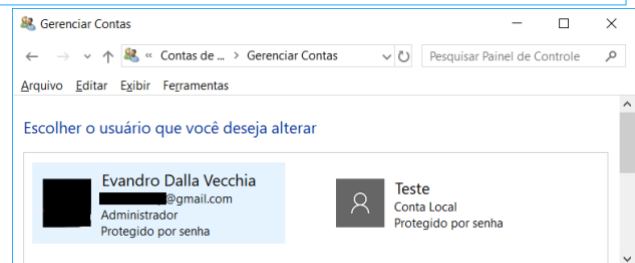 Gerenciar Contas
« Contas de ... > Gerenciar Contas
Pesquisar Painel de Controle
Arquivo Editar Exibir Ferramentas
Escolher o usuário que você deseja alterar
Evandro Dalla Vecchia
@gmail.com
Administrador
Protegido por senha
Teste
Conta Local
Protegido por senha